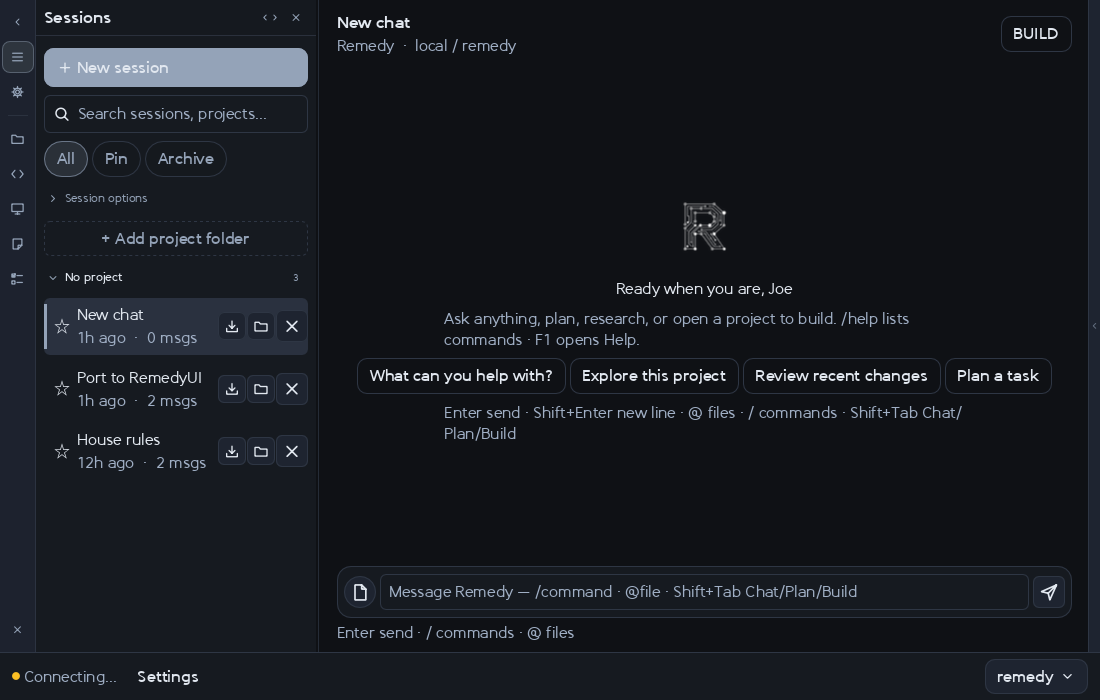 Sessions
+ New session
Search sessions, projects...
All
Pin
Archive
Session options
+ Add project folder
No project
3
New chat
1h ago · 0 msgs
Port to RemedyUI
1h ago · 2 msgs
House rules
12h ago · 2 msgs
New chat
Remedy · local / remedy
BUILD
R
Ready when you are, Joe
Ask anything, plan, research, or open a project to build. /help lists
commands · F1 opens Help.
What can you help with?
Explore this project
Review recent changes
Plan a task
Enter send · Shift+Enter new line · @ files · / commands · Shift+Tab Chat/
Plan/Build
Message Remedy — /command · @file · Shift+Tab Chat/Plan/Build
Enter send · / commands · @ files
Connecting...
Settings
remedy